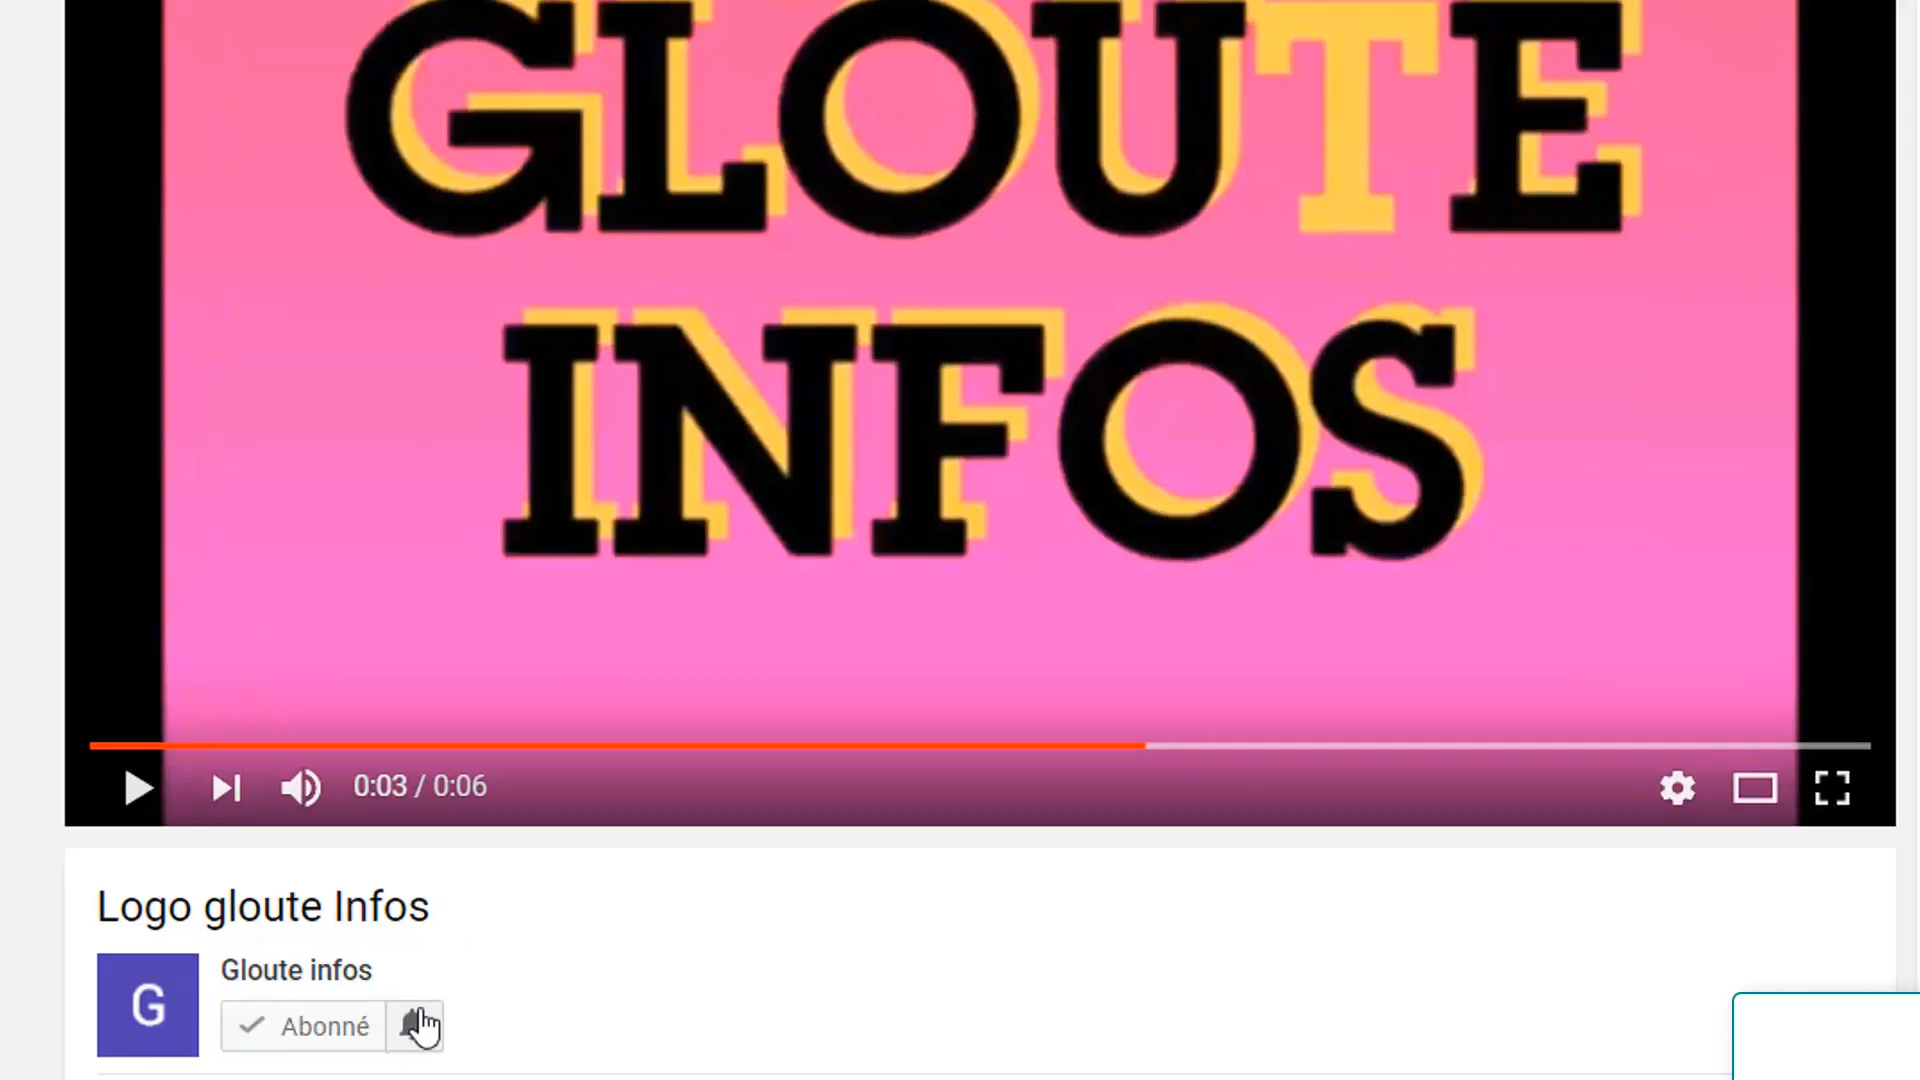 GLOUTE
INFOS
0:03 / 0:06
Logo gloute Infos
G
Gloute infos
Abonné